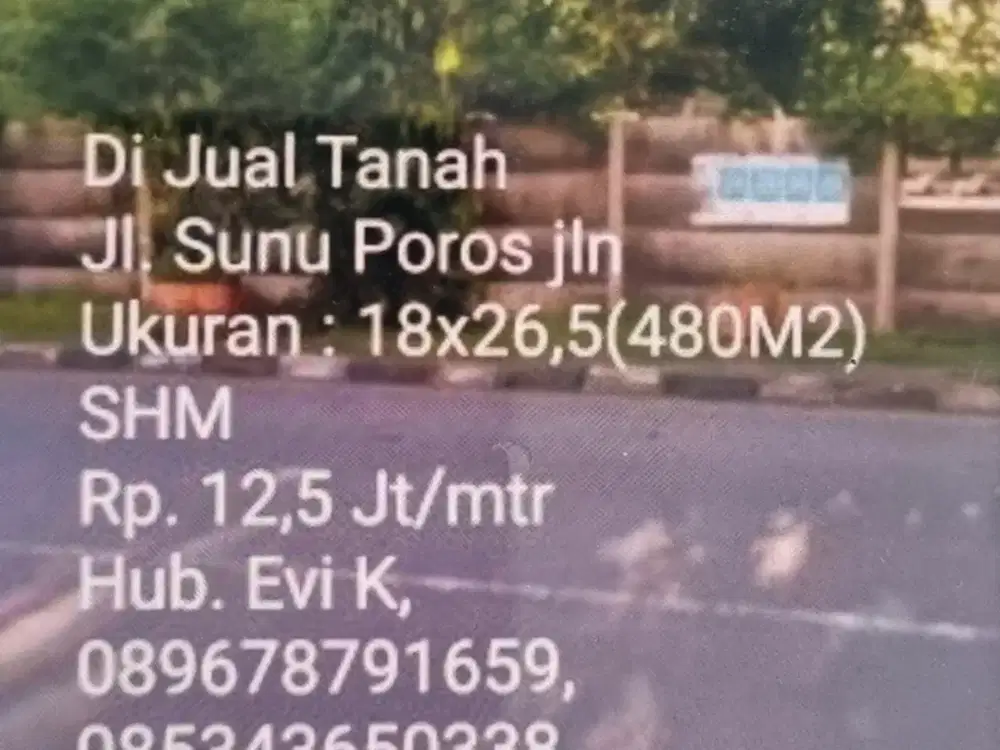 Di Jual Tanah
Jl. Sunu Poros jln
Ukuran : 18x26,5(480M2)
SHM
Rp. 12,5 Jt/mtr
Hub. Evi K,
089678791659,